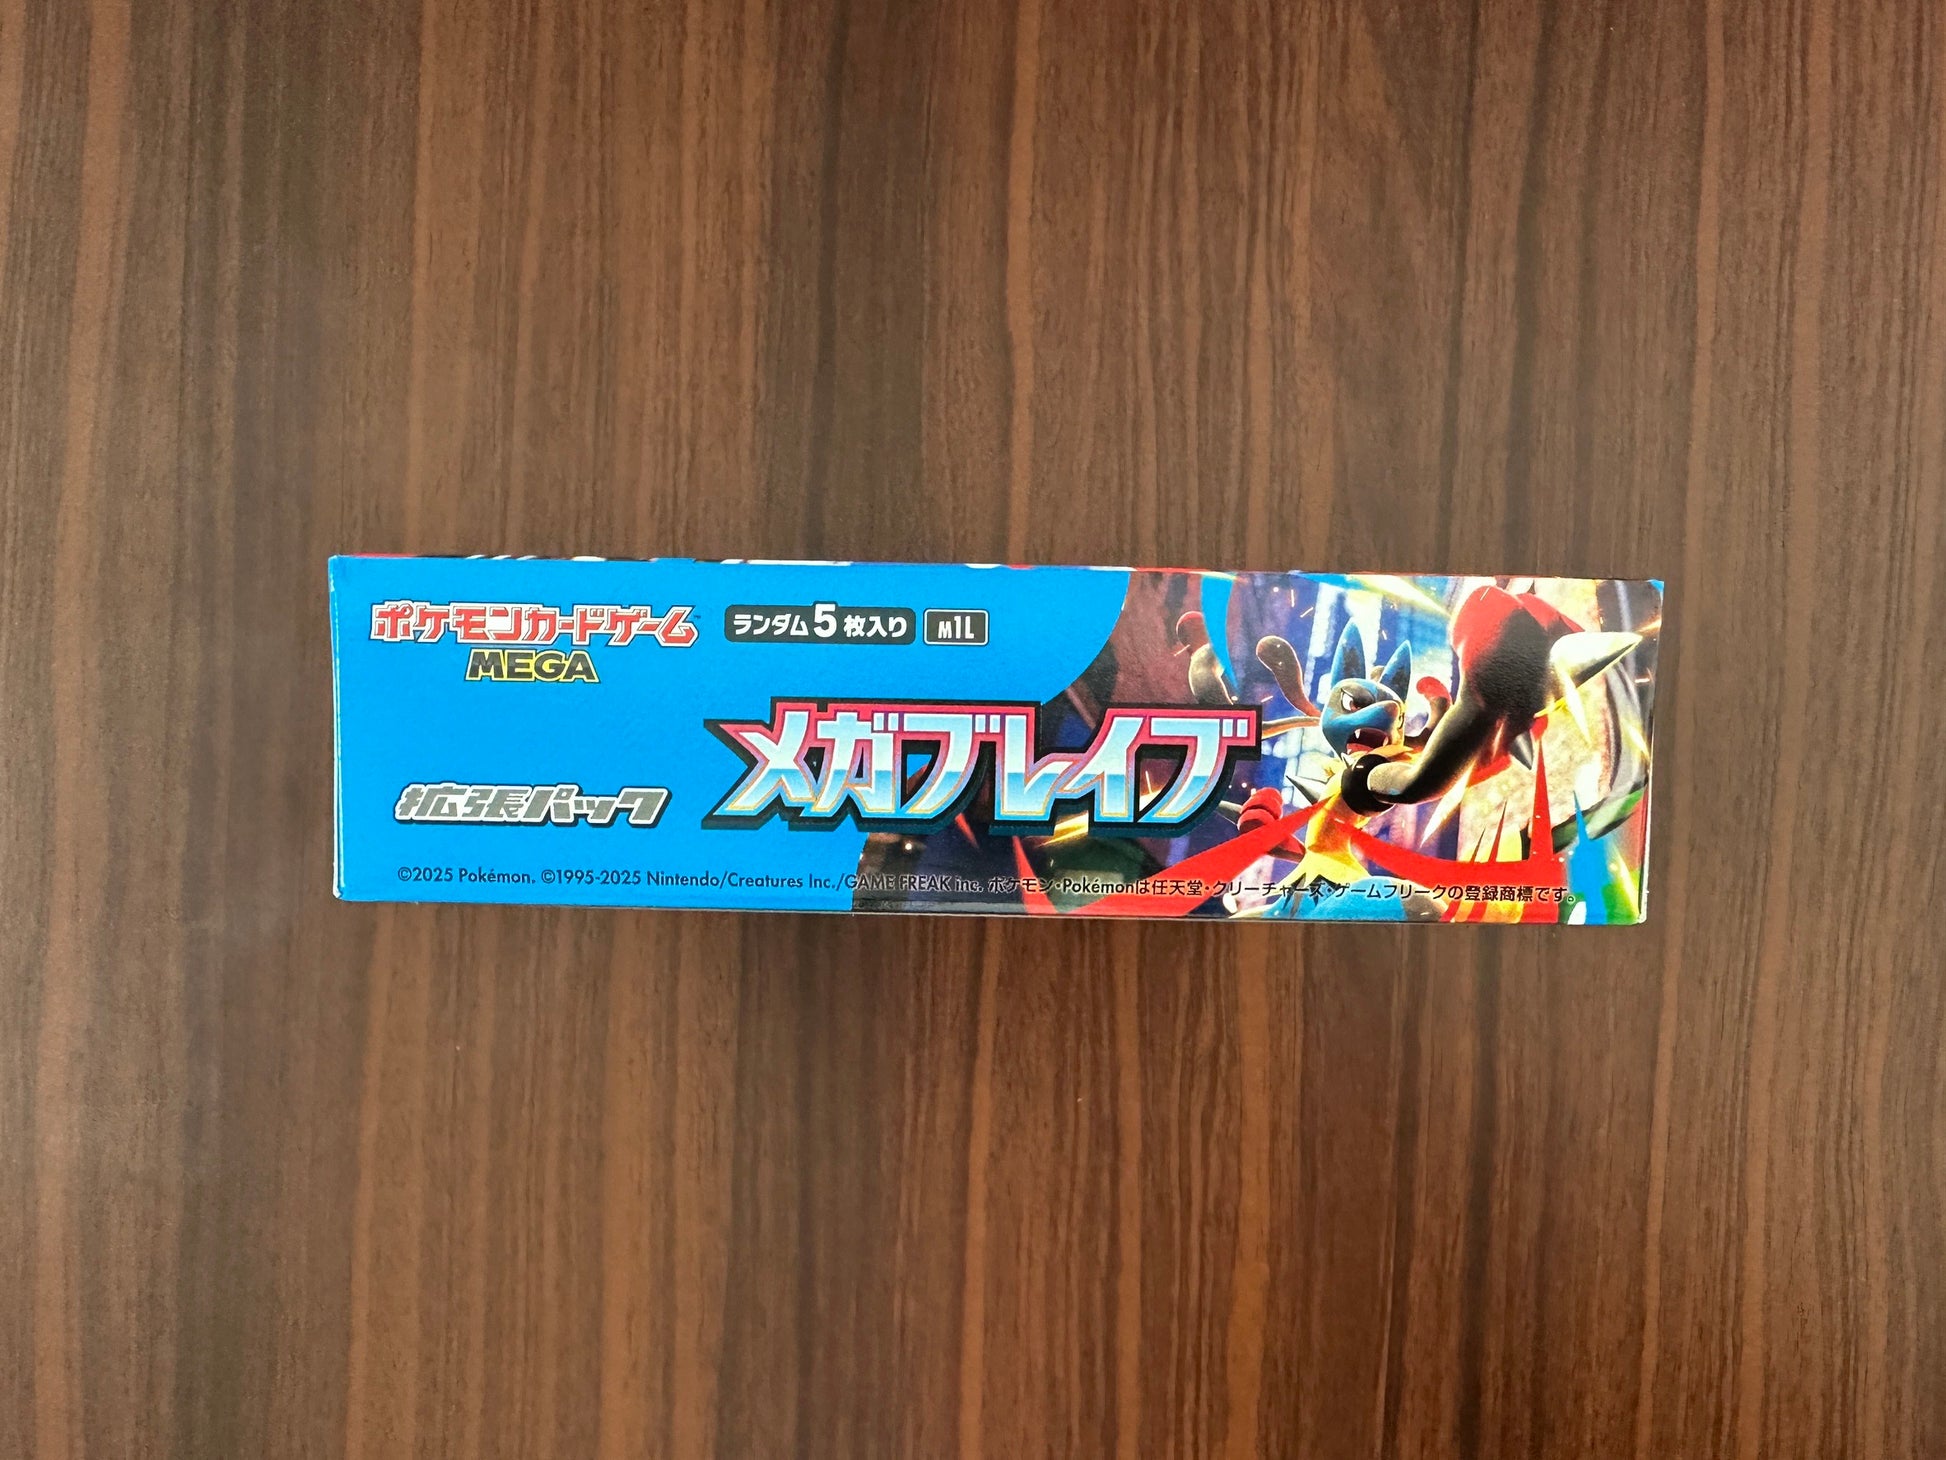 ポケモンカードゲーム™
MEGA
ランダム5枚入り
M1L
メガブレイブ
拡張パック
©2025 Pokémon. ©1995-2025 Nintendo/Creatures Inc./GAME FREAK inc. ポケモン・Pokémonは任天堂・クリーチャーズ・ゲームフリークの登録商標です。